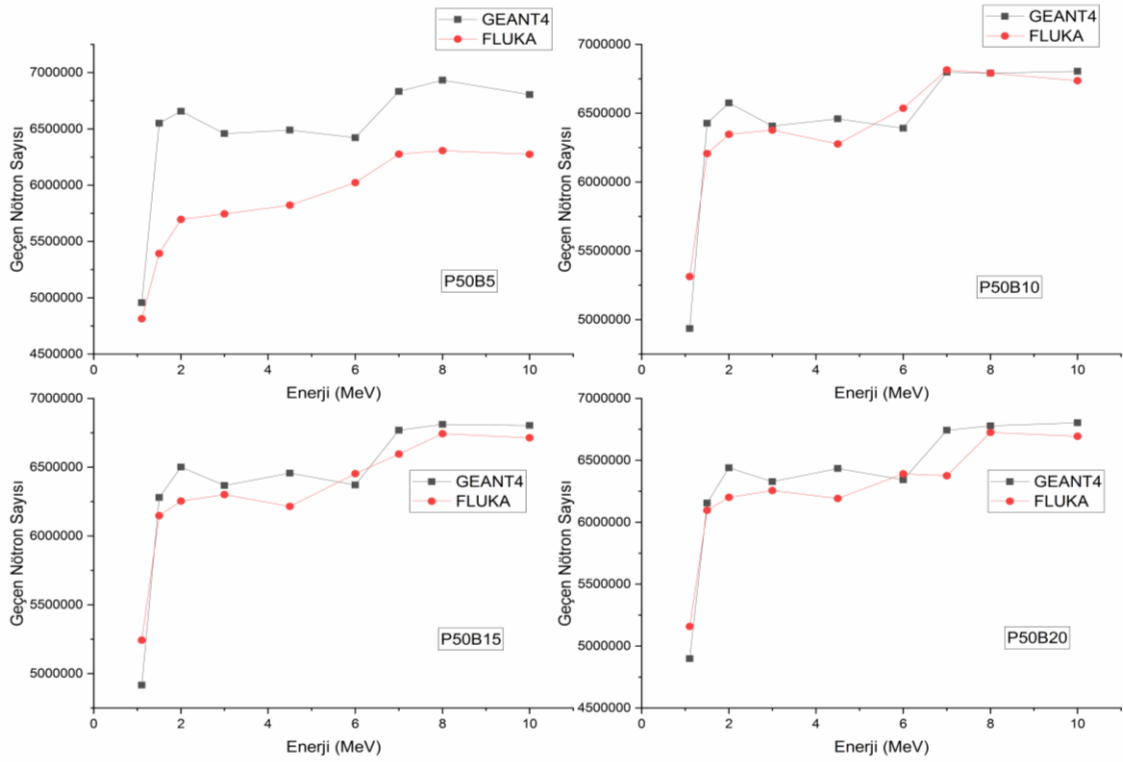 GEANT4
FLUKA
7000000
6500000
6000000
5500000
5000000
4500000
Geçen Nötron Sayısı
P50B5
0
2
4
6
8
10
Enerji (MeV)
GEANT4
FLUKA
7000000
6500000
6000000
5500000
5000000
Geçen Nötron Sayısı
P50B10
0
2
4
6
8
10
Enerji (MeV)
7000000
6500000
6000000
5500000
5000000
Geçen Nötron Sayısı
GEANT4
FLUKA
P50B15
0
2
4
6
8
10
Enerji (MeV)
7000000
6500000
6000000
5500000
5000000
4500000
Geçen Nötron Sayısı
GEANT4
FLUKA
P50B20
0
2
4
6
8
10
Enerji (MeV)